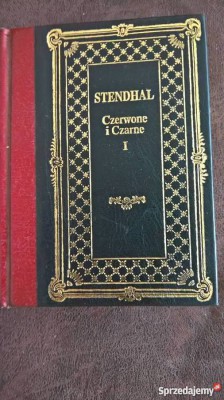 STENDHAL
Czerwone
i Czarne
I
Sprzedajemy